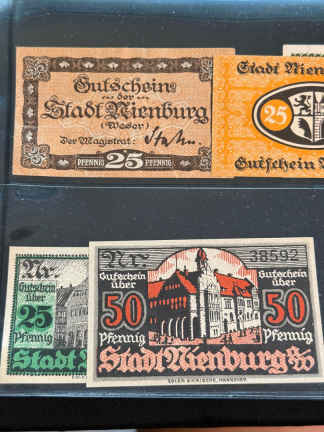 Gutschein
der
Stadt Nienburg
(Weser)
Der Magistrat:
PFENNIG 25 PFENNIG
Stadt Nien
25
Gutschein
Nr.
Gutschein
über
25
Pfennig
Stadt
Nr. 38592
Gutschein
über
50
Pfennig
Gutschein
über
50
Pfennig
Stadt Nienburg a/W